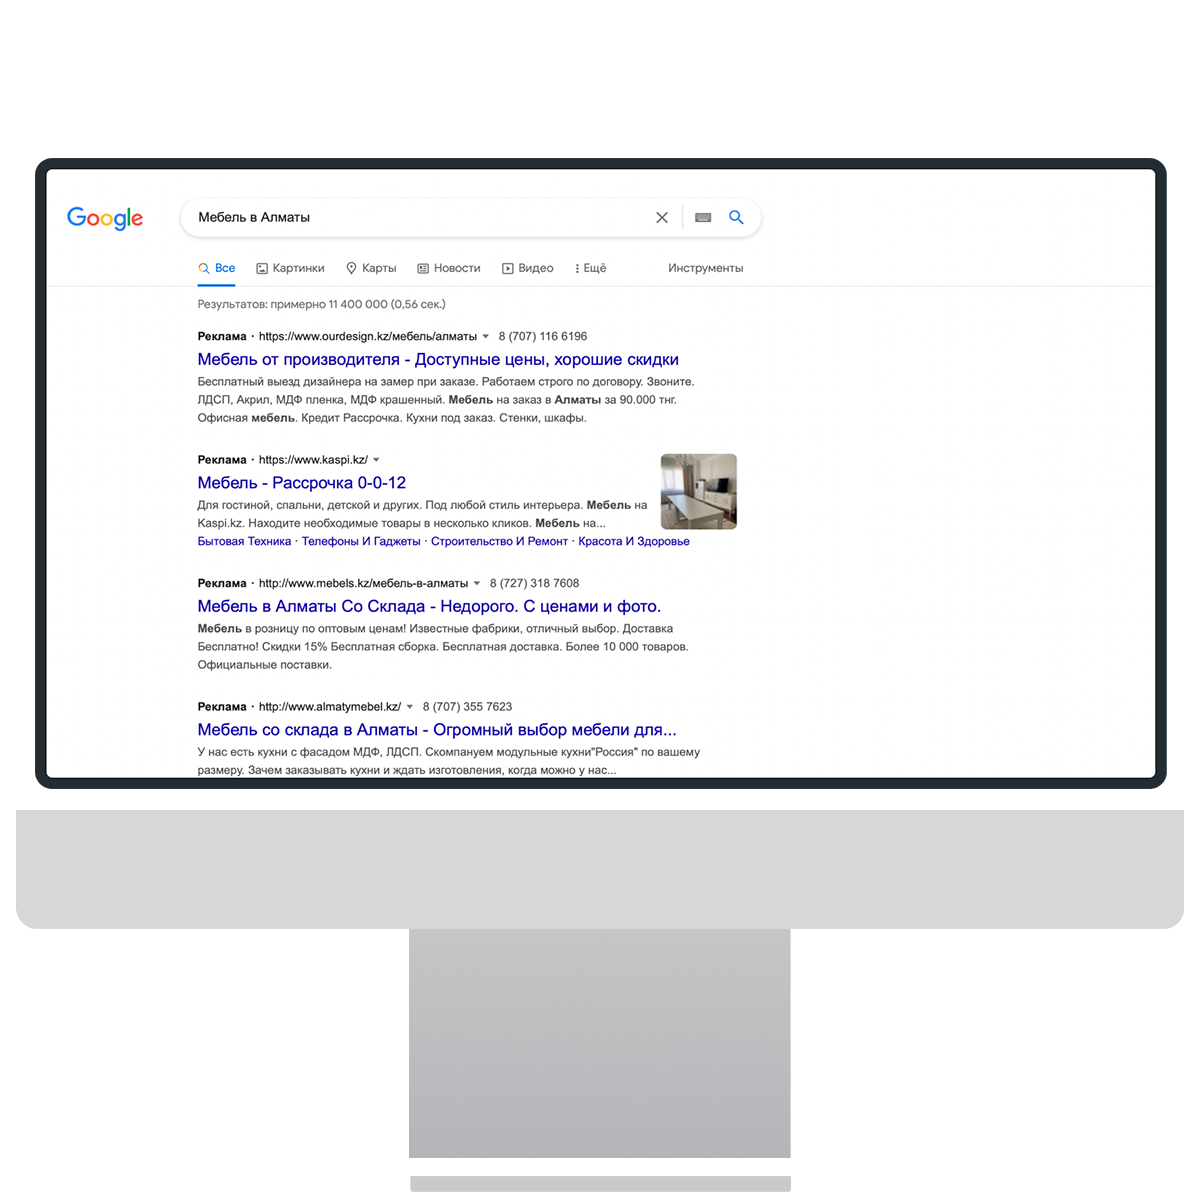 Google
Мебель в Алматы
Все Картинки Карты Новости Видео Ещё Инструменты
Результатов: примерно 11 400 000 (0,56 сек.)
Реклама · https://www.ourdesign.kz/мебель/алматы 8 (707) 116 6196
Мебель от производителя - Доступные цены, хорошие скидки
Бесплатный выезд дизайнера на замер при заказе. Работаем строго по договору. Звоните.
ЛДСП, Акрил, МДФ пленка, МДФ крашенный. Мебель на заказ в Алматы за 90.000 тнг.
Офисная мебель. Кредит Рассрочка. Кухни под заказ. Стенки, шкафы.
Реклама · https://www.kaspi.kz/
Мебель - Рассрочка 0-0-12
Для гостиной, спальни, детской и других. Под любой стиль интерьера. Мебель на
Kaspi.kz. Находите необходимые товары в несколько кликов. Мебель на...
Бытовая Техника · Телефоны И Гаджеты · Строительство И Ремонт · Красота И Здоровье
Реклама · http://www.mebels.kz/мебель-в-алматы 8 (727) 318 7608
Мебель в Алматы Со Склада - Недорого. С ценами и фото.
Мебель в розницу по оптовым ценам! Известные фабрики, отличный выбор. Доставка
Бесплатно! Скидки 15% Бесплатная сборка. Бесплатная доставка. Более 10 000 товаров.
Официальные поставки.
Реклама · http://www.almatymebel.kz/ 8 (707) 355 7623
Мебель со склада в Алматы - Огромный выбор мебели для...
У нас есть кухни с фасадом МДФ, ЛДСП. Скомпануем модульные кухни"Россия" по вашему
размеру. Зачем заказывать кухни и ждать изготовления, когда можно у нас...